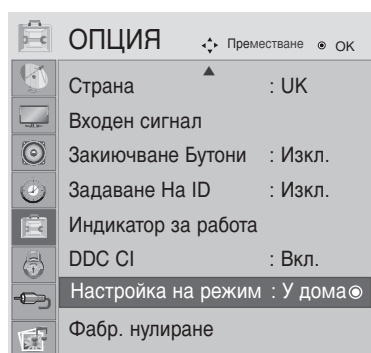 ОПЦИЯ Преместване OK
Страна : UK
Входен сигнал
Закиючване Бутони : Изкл.
Задаване На ID : Изкл.
Индикатор за работа
DDC CI : Вкл.
Настройка на режим : У дома
Фабр. нулиране